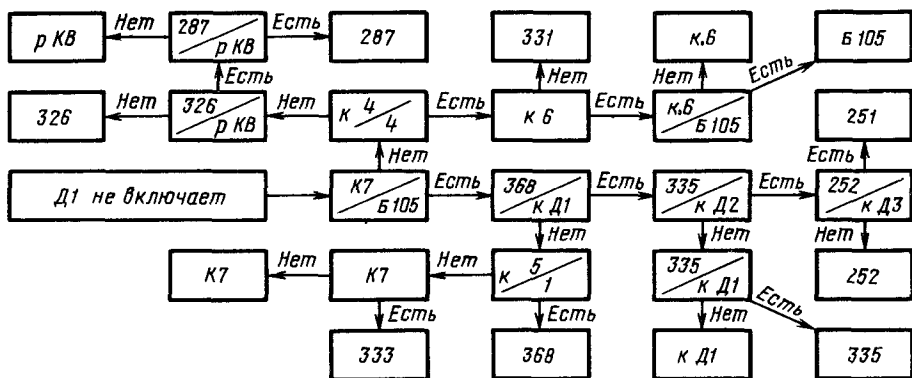 р КВ Нет 287 / р КВ Есть 287 331 к.6 Б 105
Есть Нет Нет Есть
326 Нет 326 / р КВ Нет к 4 / 4 Есть к 6 Есть к.6 / Б 105 251
Нет Есть
Д1 не включает К7 / Б 105 Есть 368 / к Д1 Есть 335 / к Д2 Есть 252 / к Д3
Нет Нет Нет
К7 Нет К7 Нет к 5 / 1 335 / к Д1 252
Есть Есть Нет Есть
333 368 к Д1 335